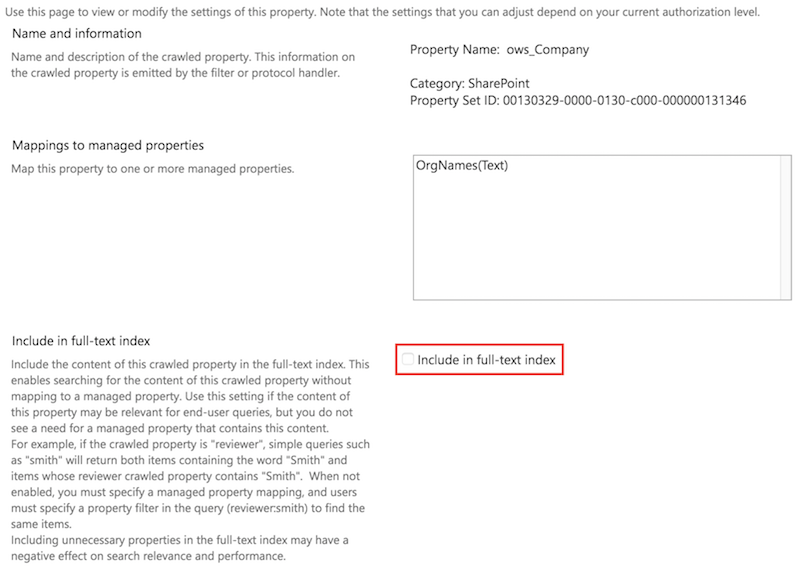 Use this page to view or modify the settings of this property. Note that the settings that you can adjust depend on your current authorization level.
Name and information
Name and description of the crawled property. This information on
the crawled property is emitted by the filter or protocol handler.
Property Name:  ows_Company
Category: SharePoint
Property Set ID: 00130329-0000-0130-c000-000000131346
Mappings to managed properties
Map this property to one or more managed properties.
OrgNames(Text)
Include in full-text index
Include the content of this crawled property in the full-text index. This
enables searching for the content of this crawled property without
mapping to a managed property. Use this setting if the content of
this property may be relevant for end-user queries, but you do not
see a need for a managed property that contains this content.
For example, if the crawled property is "reviewer", simple queries such
as "smith" will return both items containing the word "Smith" and
items whose reviewer crawled property contains "Smith".  When not
enabled, you must specify a managed property mapping, and users
must specify a property filter in the query (reviewer:smith) to find the
same items.
Including unnecessary properties in the full-text index may have a
negative effect on search relevance and performance.
Include in full-text index